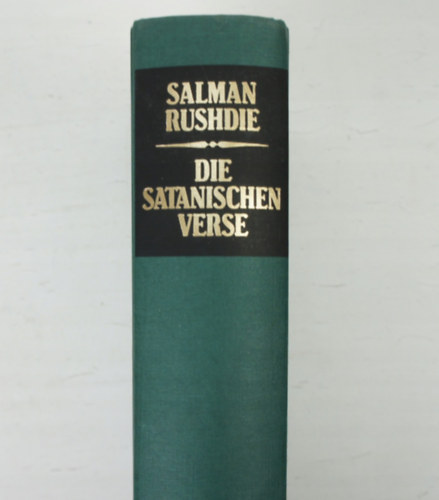 SALMAN
RUSHDIE
DIE
SATANISCHEN
VERSE